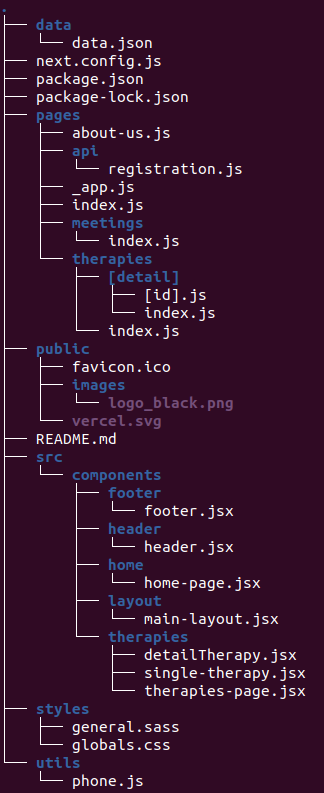 .
├── data
│   └── data.json
├── next.config.js
├── package.json
├── package-lock.json
├── pages
│   ├── about-us.js
│   ├── api
│   │   └── registration.js
│   ├── _app.js
│   ├── index.js
│   ├── meetings
│   │   └── index.js
│   └── therapies
│       ├── [detail]
│       │   ├── [id].js
│       │   └── index.js
│       └── index.js
├── public
│   ├── favicon.ico
│   ├── images
│   │   └── logo_black.png
│   └── vercel.svg
├── README.md
├── src
│   └── components
│       ├── footer
│       │   └── footer.jsx
│       ├── header
│       │   └── header.jsx
│       ├── home
│       │   └── home-page.jsx
│       ├── layout
│       │   └── main-layout.jsx
│       └── therapies
│           ├── detailTherapy.jsx
│           ├── single-therapy.jsx
│           └── therapies-page.jsx
├── styles
│   ├── general.sass
│   └── globals.css
└── utils
    └── phone.js